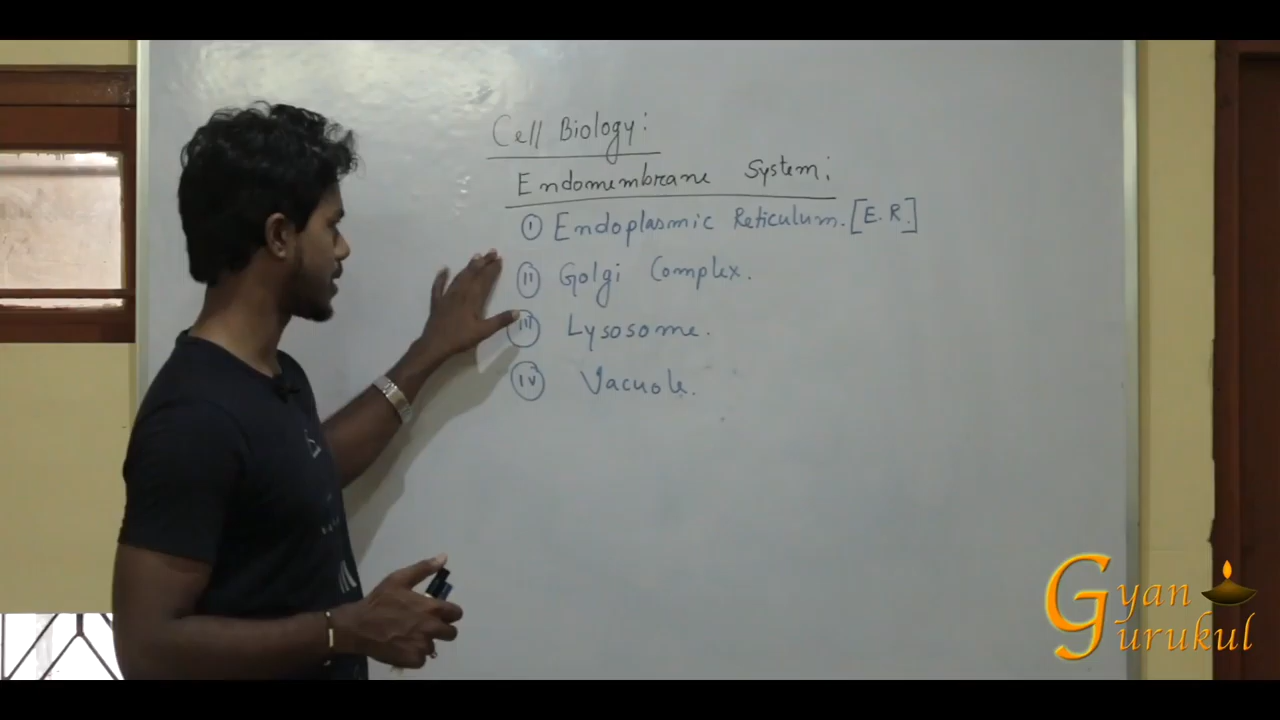 Cell Biology:
Endomembrane System:
(I) Endoplasmic Reticulum. [E.R.]
(II) Golgi Complex.
(III) Lysosome.
(IV) Vacuole.
Gyan
Gurukul